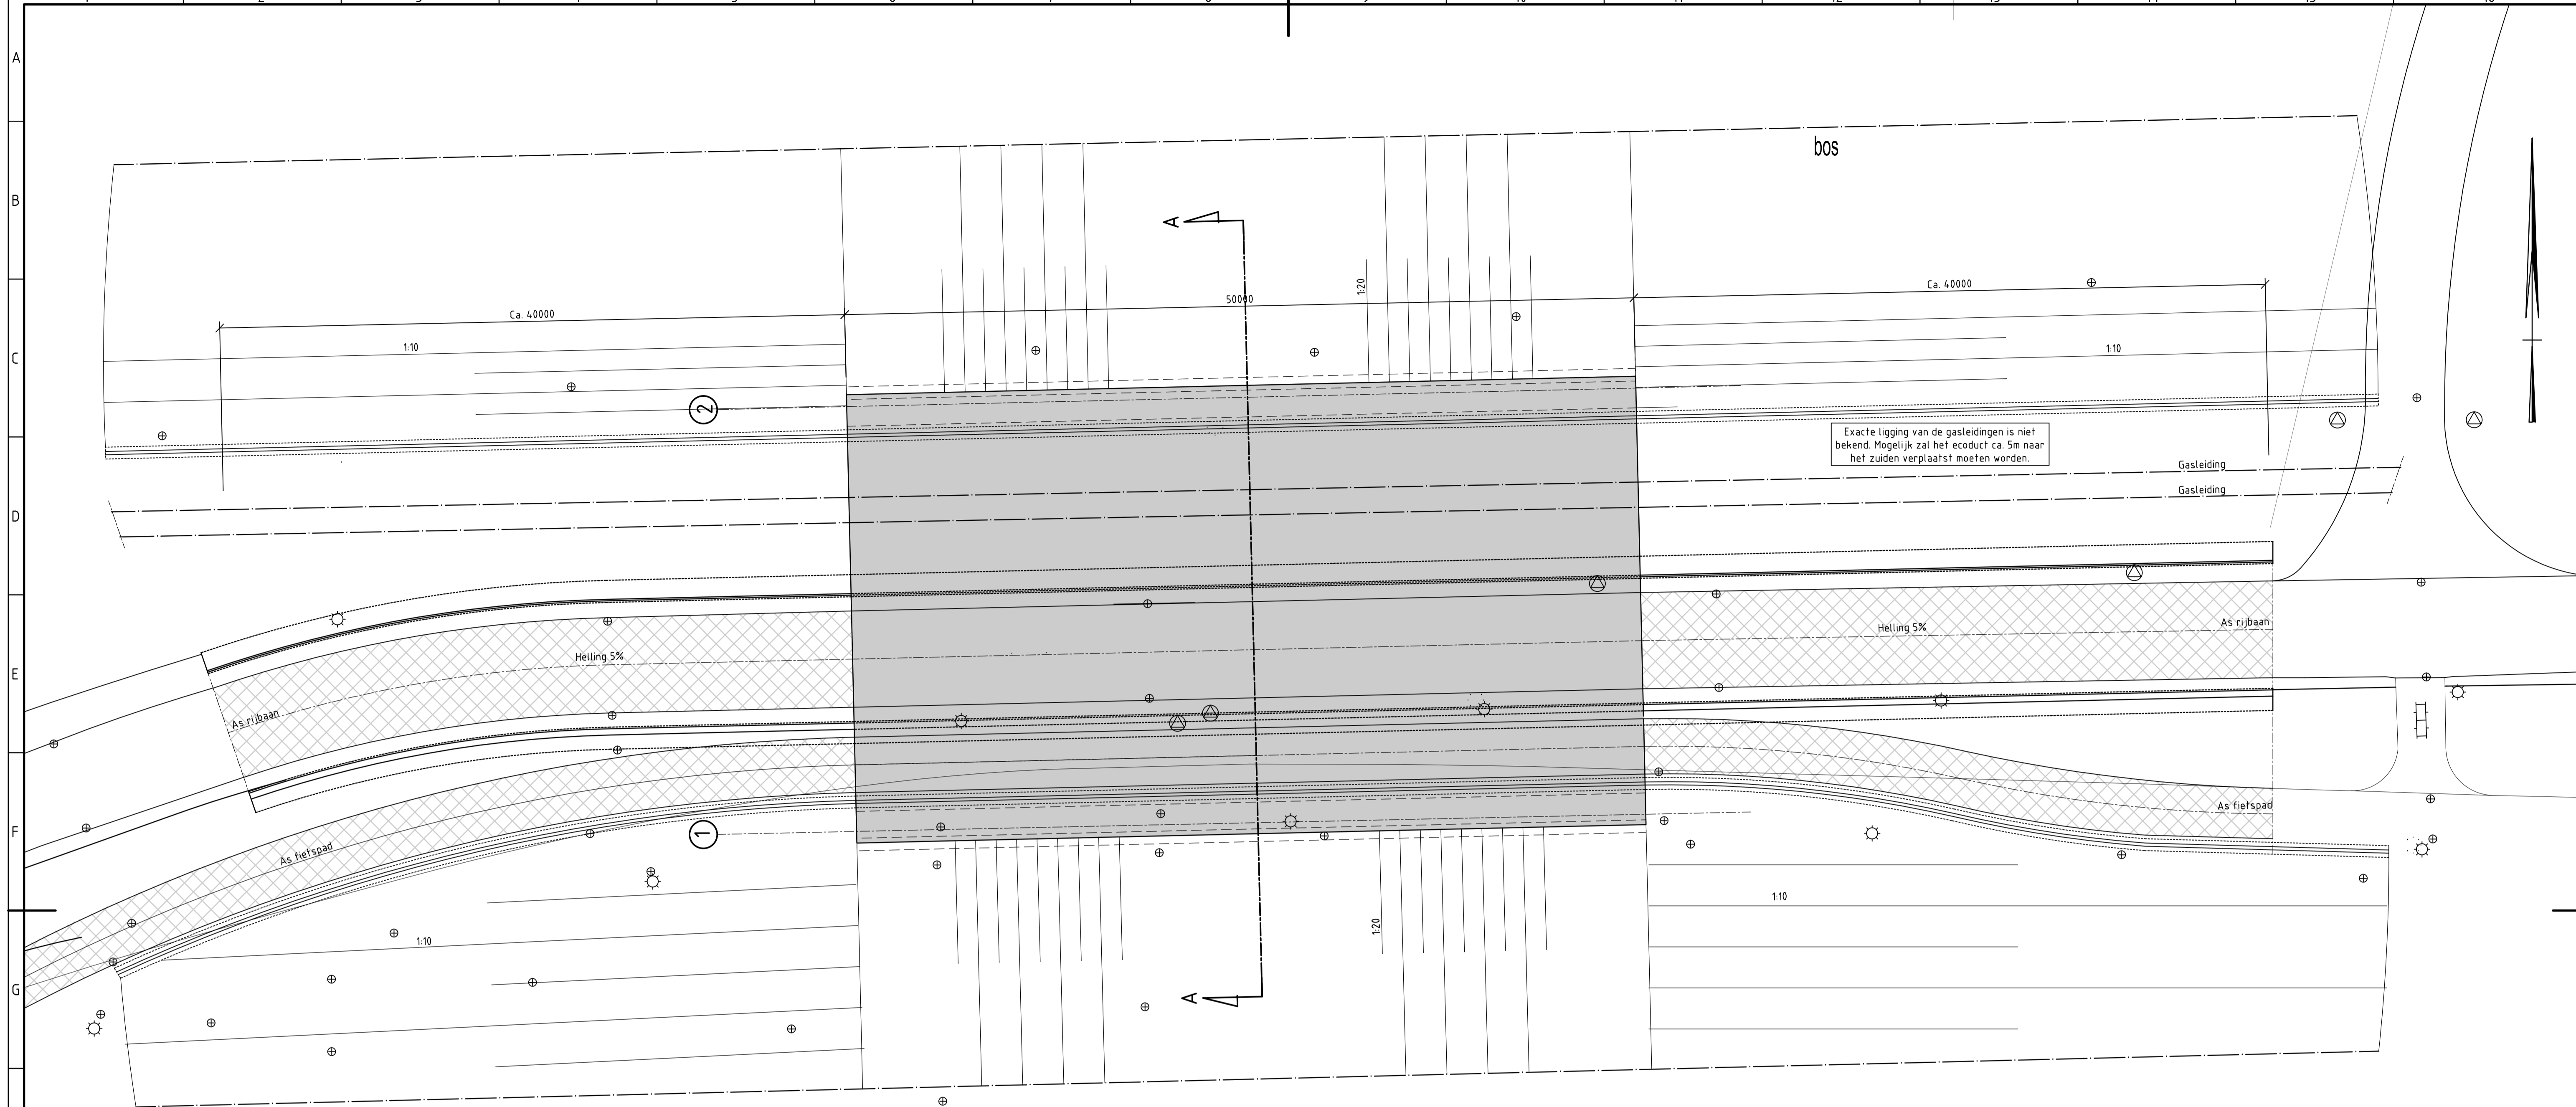 A
B
C
D
E
F
G
bos
A
Ca. 40000
50000
1:20
Ca. 40000
1:10
1:10
2
Exacte ligging van de gasleidingen is niet
bekend. Mogelijk zal het ecoduct ca. 5m naar
het zuiden verplaatst moeten worden.
Gasleiding
Gasleiding
Helling 5%
Helling 5%
As rijbaan
As rijbaan
As fietspad
1
As fietspad
1:10
1:20
1:10
A